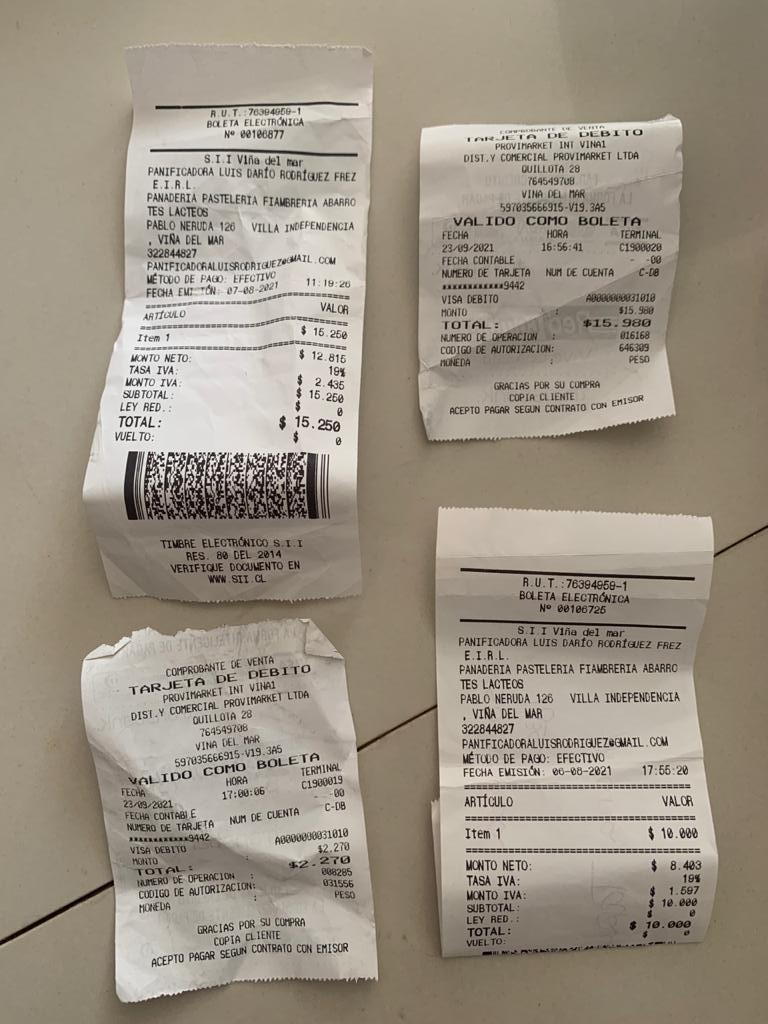 R.U.T.:76394959-1
BOLETA ELECTRÓNICA
Nº 00106877
S.I.I Viña del mar
PANIFICADORA LUIS DARÍO RODRÍGUEZ FREZ
E.I.R.L.
PANADERIA PASTELERIA FIAMBRERIA ABARRO
TES LACTEOS
PABLO NERUDA 126 VILLA INDEPENDENCIA
, VIÑA DEL MAR
322844827
PANIFICADORALUISRODRIGUEZ@GMAIL.COM
MÉTODO DE PAGO: EFECTIVO
FECHA EMISIÓN: 07-08-2021 11:19:26
ARTÍCULO VALOR
Item 1 $ 15.250
MONTO NETO: $ 12.815
TASA IVA: 19%
MONTO IVA: $ 2.435
SUBTOTAL: $ 15.250
LEY RED.: $ 0
TOTAL: $ 15.250
VUELTO: $ 0
TIMBRE ELECTRÓNICO S.I.I
RES. 80 DEL 2014
VERIFIQUE DOCUMENTO EN
WWW.SII.CL
COMPROBANTE DE VENTA
TARJETA DE DEBITO
PROVIMARKET INT VINA1
DIST.Y COMERCIAL PROVIMARKET LTDA
QUILLOTA 28
764549708
VINA DEL MAR
597035666915-V19.3A5
VALIDO COMO BOLETA
FECHA HORA TERMINAL
23/09/2021 16:56:41 C1900020
FECHA CONTABLE - -00
NUMERO DE TARJETA NUM DE CUENTA C-DB
************9442
VISA DEBITO A0000000031010
MONTO : $15.980
TOTAL: $15.980
NUMERO DE OPERACION : 016168
CODIGO DE AUTORIZACION: 646309
MONEDA : PESO
GRACIAS POR SU COMPRA
COPIA CLIENTE
ACEPTO PAGAR SEGUN CONTRATO CON EMISOR
COMPROBANTE DE VENTA
TARJETA DE DEBITO
PROVIMARKET INT VINA1
DIST.Y COMERCIAL PROVIMARKET LTDA
QUILLOTA 28
764549708
VINA DEL MAR
597035666915-V19.3A5
VALIDO COMO BOLETA
FECHA HORA TERMINAL
23/09/2021 17:00:06 C1900019
FECHA CONTABLE - -00
NUMERO DE TARJETA NUM DE CUENTA C-DB
************9442
VISA DEBITO A0000000031010
MONTO : $2.270
TOTAL: $2.270
NUMERO DE OPERACION : 008285
CODIGO DE AUTORIZACION: 031556
MONEDA : PESO
GRACIAS POR SU COMPRA
COPIA CLIENTE
ACEPTO PAGAR SEGUN CONTRATO CON EMISOR
R.U.T.:76394959-1
BOLETA ELECTRÓNICA
Nº 00106725
S.I.I Viña del mar
PANIFICADORA LUIS DARÍO RODRÍGUEZ FREZ
E.I.R.L.
PANADERIA PASTELERIA FIAMBRERIA ABARRO
TES LACTEOS
PABLO NERUDA 126 VILLA INDEPENDENCIA
, VIÑA DEL MAR
322844827
PANIFICADORALUISRODRIGUEZ@GMAIL.COM
MÉTODO DE PAGO: EFECTIVO
FECHA EMISIÓN: 06-08-2021 17:55:20
ARTÍCULO VALOR
Item 1 $ 10.000
MONTO NETO: $ 8.403
TASA IVA: 19%
MONTO IVA: $ 1.597
SUBTOTAL: $ 10.000
LEY RED.: $ 0
TOTAL: $ 10.000
VUELTO: $ 0